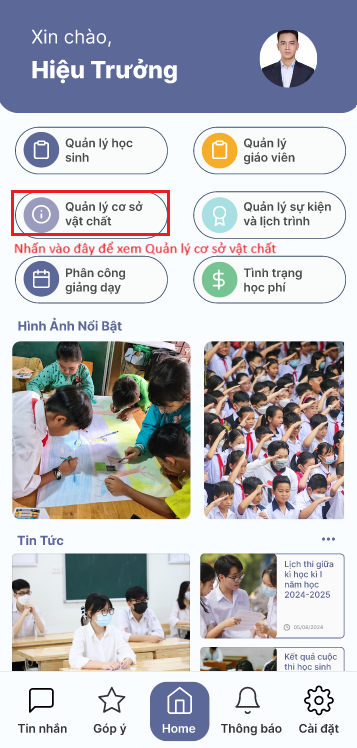 Xin chào,
Hiệu Trưởng
Quản lý học
sinh
Quản lý
giáo viên
Quản lý cơ sở
vật chất
Quản lý sự kiện
và lịch trình
Nhấn vào đây để xem Quản lý cơ sở vật chất
Phân công
giảng dạy
Tình trạng
học phí
Hình Ảnh Nổi Bật
Tin Tức
Lịch thi giữa
kì học kì I
năm học
2024-2025
05/08/2024
Kết quả cuộc
thi học sinh
Tin nhắn
Góp ý
Home
Thông báo
Cài đặt